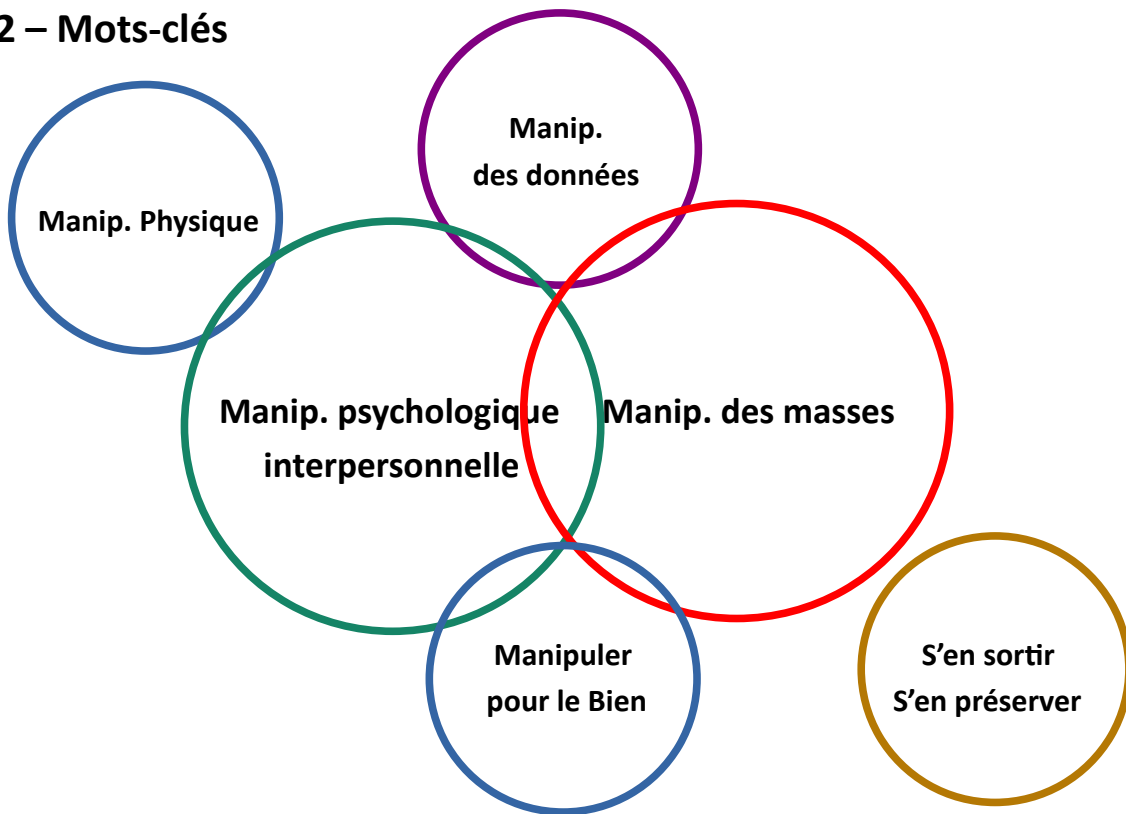 2 – Mots-clés
Manip.
des données
Manip. Physique
Manip. psychologique
interpersonnelle
Manip. des masses
Manipuler
pour le Bien
S’en sortir
S’en préserver